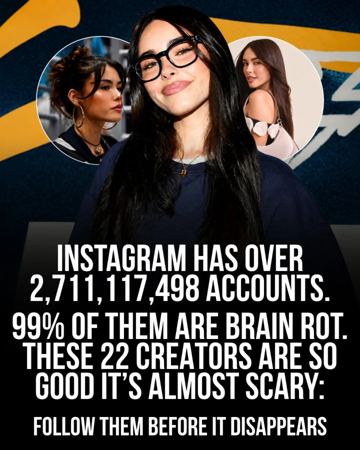 INSTAGRAM HAS OVER
2,711,117,498 ACCOUNTS.
99% OF THEM ARE BRAIN ROT.
THESE 22 CREATORS ARE SO
GOOD IT'S ALMOST SCARY:
FOLLOW THEM BEFORE IT DISAPPEARS